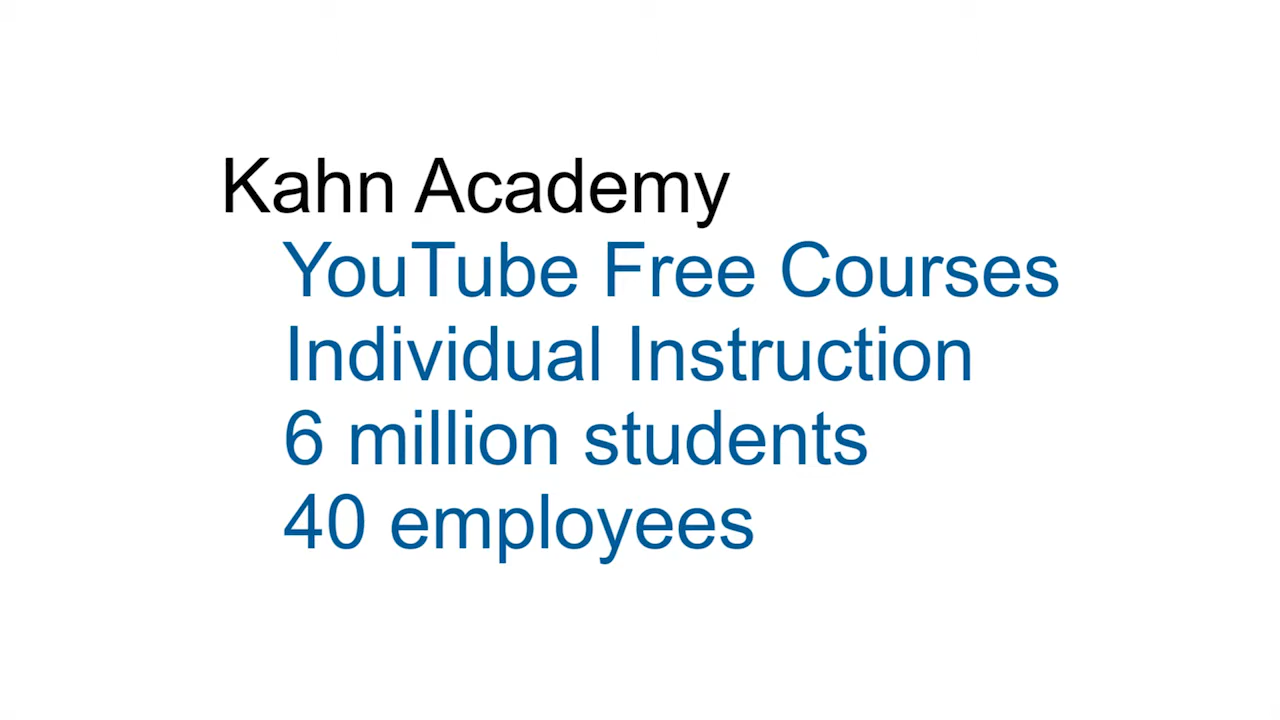 Kahn Academy
YouTube Free Courses
Individual Instruction
6 million students
40 employees